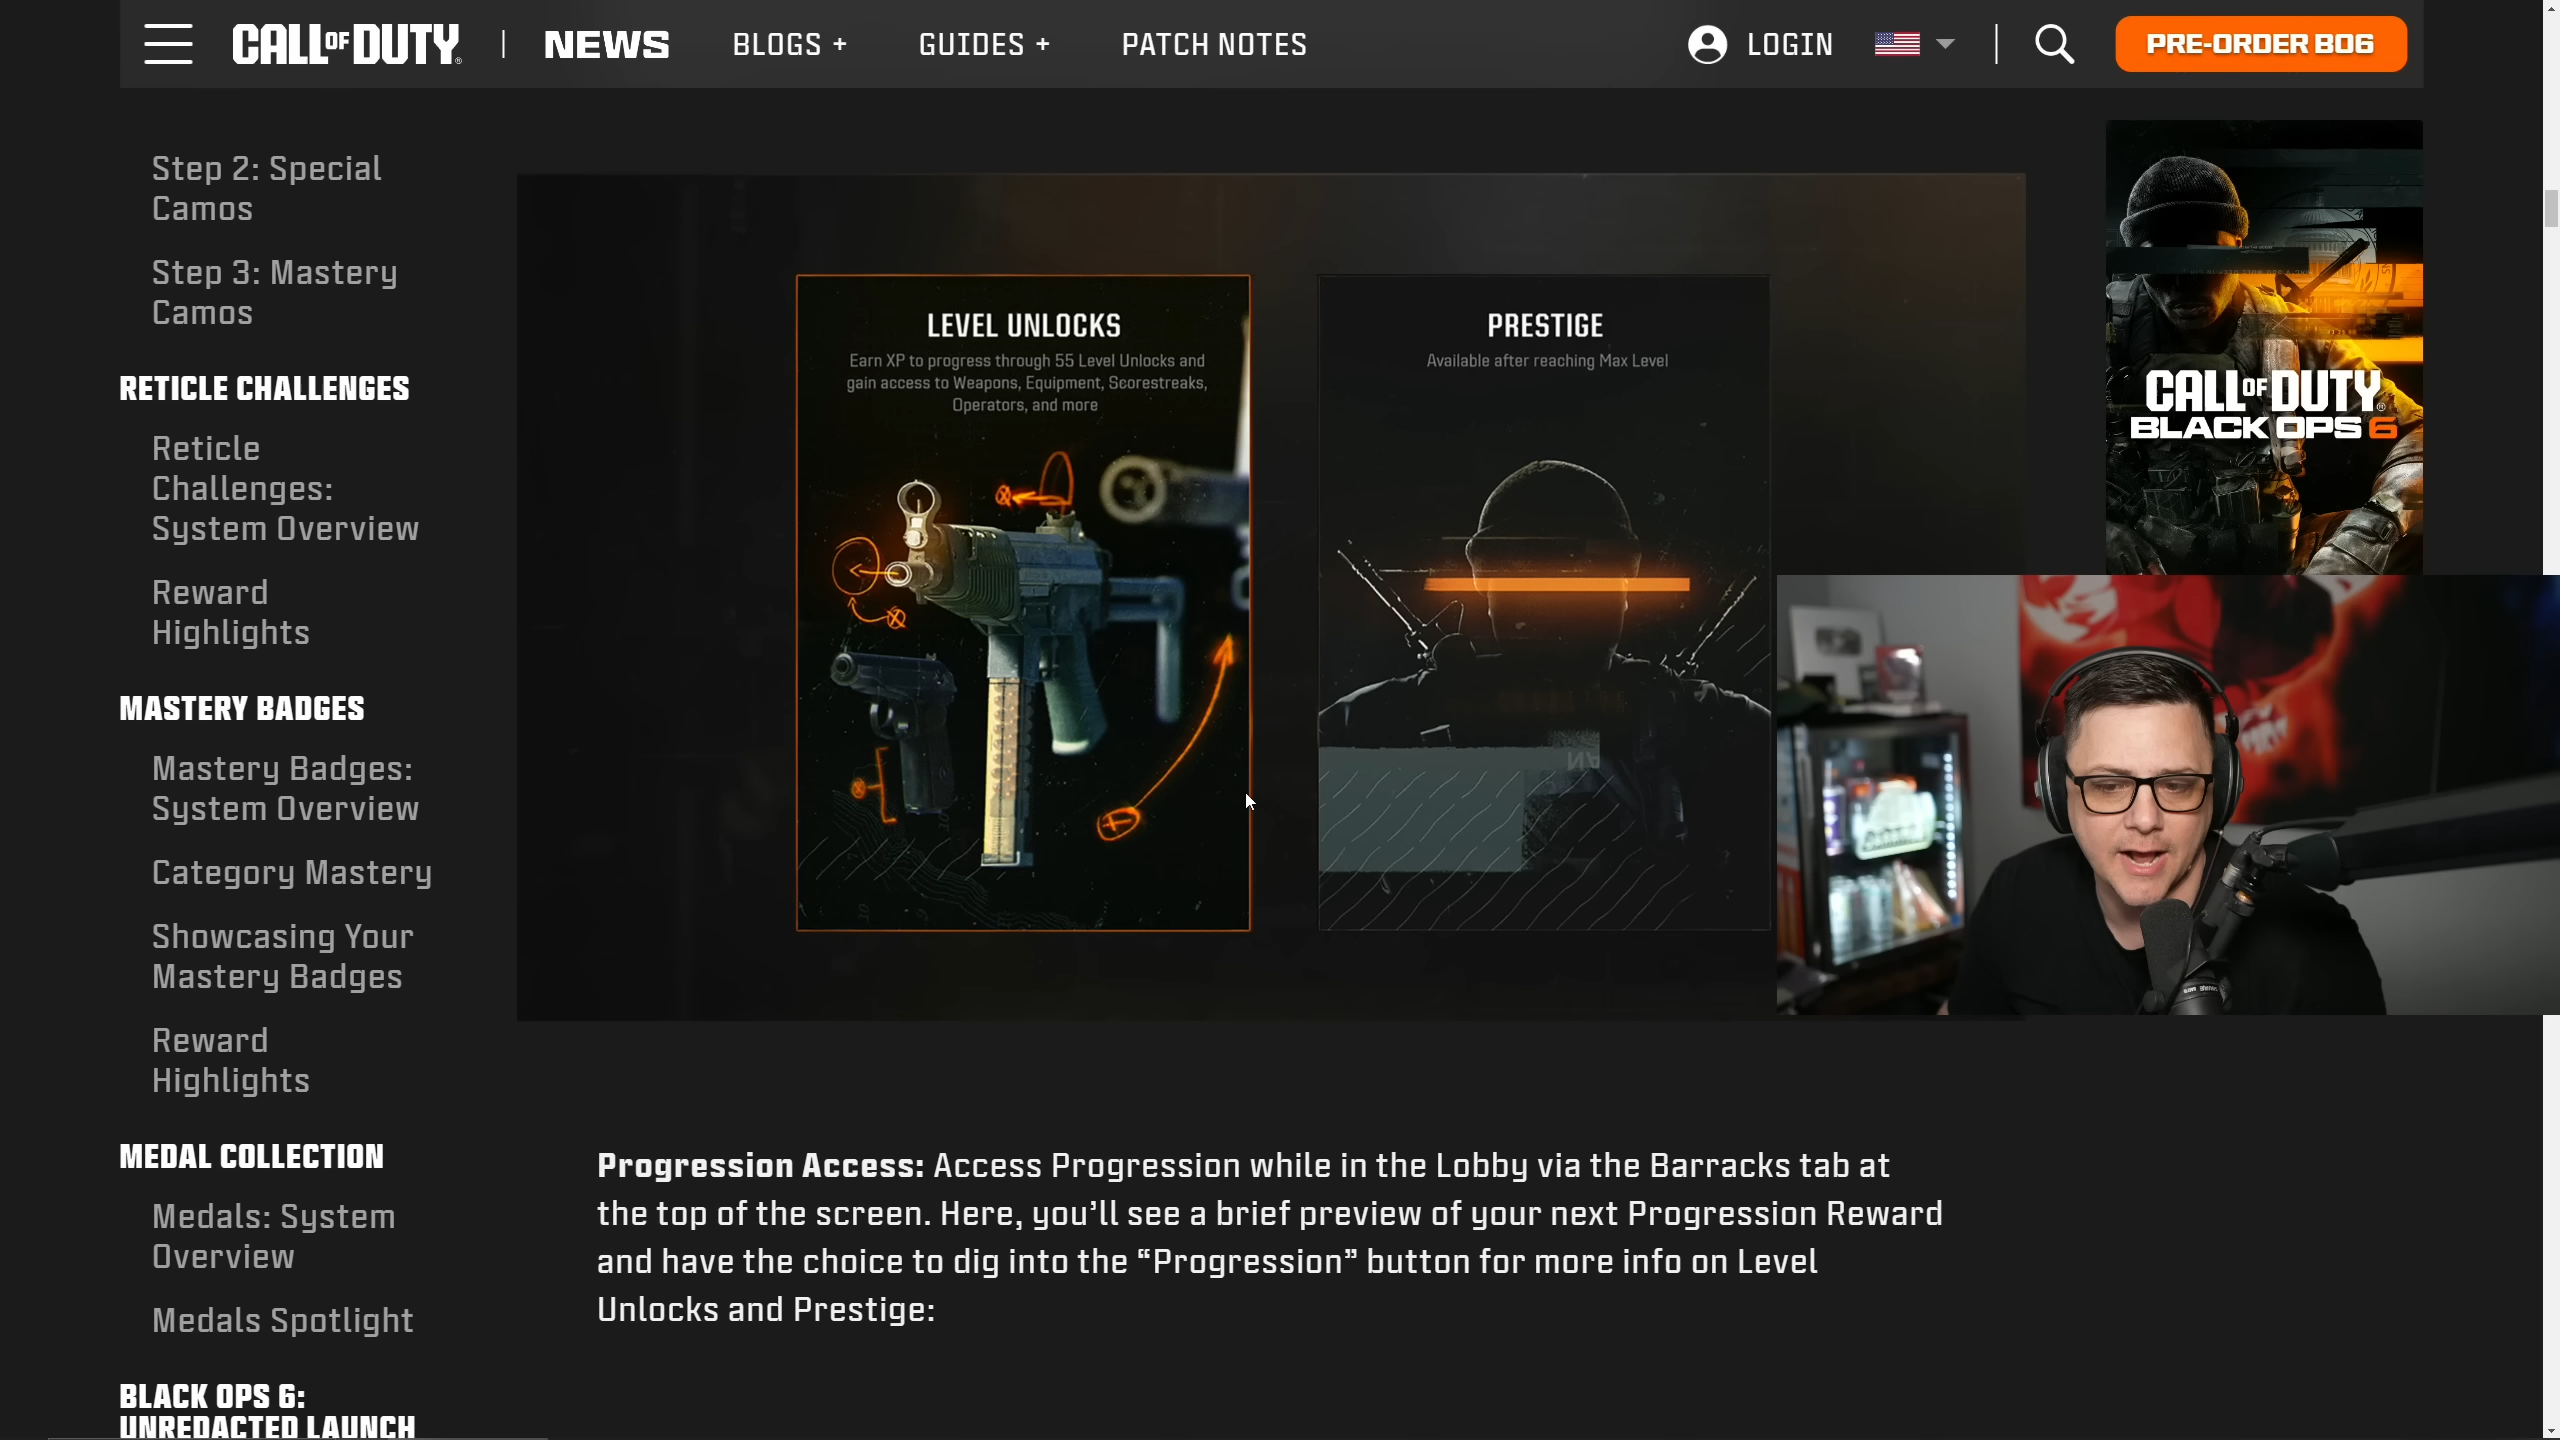 CALL OF DUTY
NEWS
BLOGS +
GUIDES +
PATCH NOTES
LOGIN
PRE-ORDER BO6
Step 2: Special
Camos
Step 3: Mastery
Camos
RETICLE CHALLENGES
Reticle
Challenges:
System Overview
Reward
Highlights
MASTERY BADGES
Mastery Badges:
System Overview
Category Mastery
Showcasing Your
Mastery Badges
Reward
Highlights
MEDAL COLLECTION
Medals: System
Overview
Medals Spotlight
BLACK OPS 6:
UNREDACTED LAUNCH
LEVEL UNLOCKS
Earn XP to progress through 55 Level Unlocks and
gain access to Weapons, Equipment, Scorestreaks,
Operators, and more
PRESTIGE
Available after reaching Max Level
CALL OF DUTY
BLACK OPS 6
Progression Access: Access Progression while in the Lobby via the Barracks tab at
the top of the screen. Here, you’ll see a brief preview of your next Progression Reward
and have the choice to dig into the “Progression” button for more info on Level
Unlocks and Prestige: